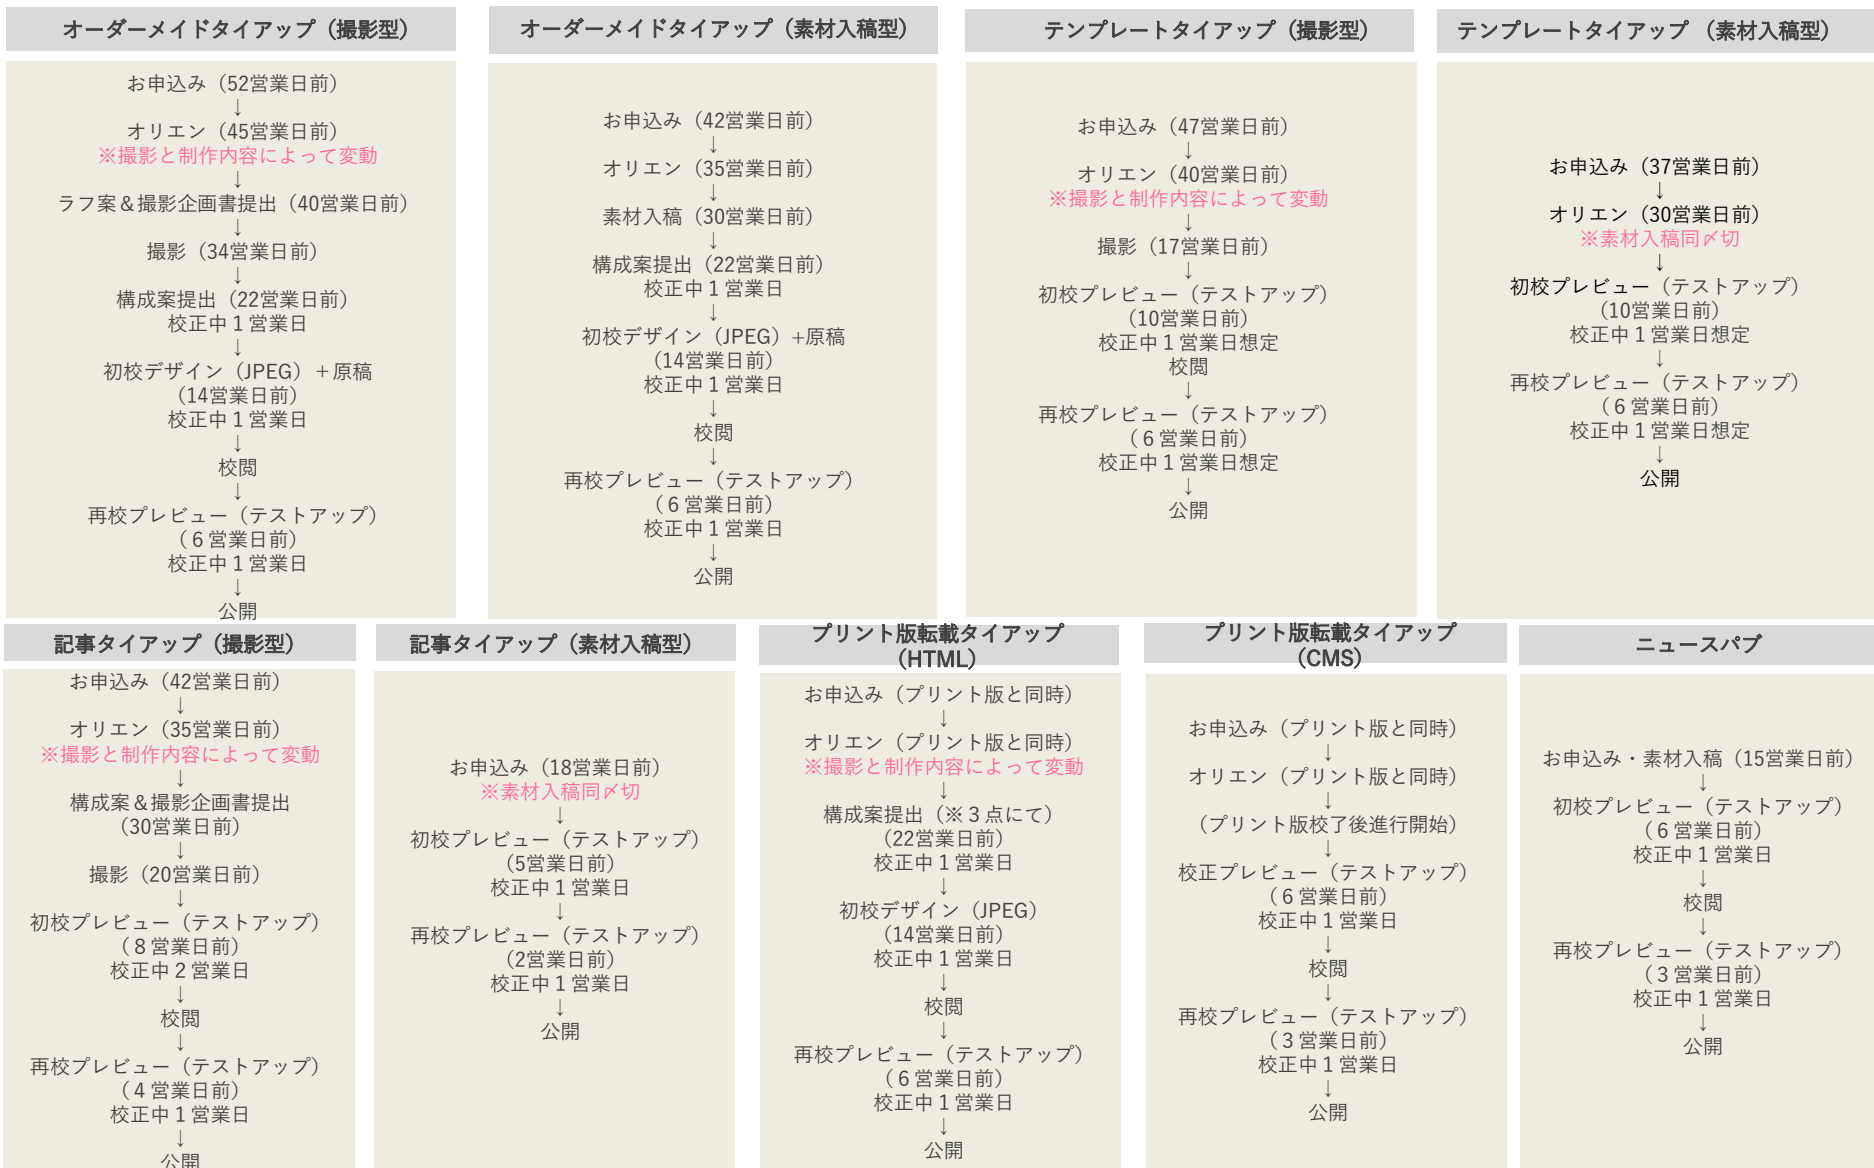 オーダーメイドタイアップ（撮影型）
お申込み（52営業日前）
↓
オリエン（45営業日前）
※撮影と制作内容によって変動
↓
ラフ案＆撮影企画書提出（40営業日前）
↓
撮影（34営業日前）
↓
構成案提出（22営業日前）
校正中１営業日
↓
初校デザイン（JPEG）＋原稿
（14営業日前）
校正中１営業日
↓
校閲
↓
再校プレビュー（テストアップ）
（６営業日前）
校正中１営業日
↓
公開
オーダーメイドタイアップ（素材入稿型）
お申込み（42営業日前）
↓
オリエン（35営業日前）
↓
素材入稿（30営業日前）
↓
構成案提出（22営業日前）
校正中１営業日
↓
初校デザイン（JPEG）+原稿
（14営業日前）
校正中１営業日
↓
校閲
↓
再校プレビュー（テストアップ）
（６営業日前）
校正中１営業日
↓
公開
テンプレートタイアップ（撮影型）
お申込み（47営業日前）
↓
オリエン（40営業日前）
※撮影と制作内容によって変動
↓
撮影（17営業日前）
↓
初校プレビュー（テストアップ）
（10営業日前）
校正中１営業日想定
校閲
↓
再校プレビュー（テストアップ）
（６営業日前）
校正中１営業日想定
↓
公開
テンプレートタイアップ （素材入稿型）
お申込み（37営業日前）
↓
オリエン（30営業日前）
※素材入稿同〆切
↓
初校プレビュー（テストアップ）
（10営業日前）
校正中１営業日想定
↓
再校プレビュー（テストアップ）
（６営業日前）
校正中１営業日想定
↓
公開
記事タイアップ（撮影型）
お申込み（42営業日前）
↓
オリエン（35営業日前）
※撮影と制作内容によって変動
↓
構成案＆撮影企画書提出
（30営業日前）
↓
撮影（20営業日前）
↓
初校プレビュー（テストアップ）
（８営業日前）
校正中２営業日
↓
校閲
↓
再校プレビュー（テストアップ）
（４営業日前）
校正中１営業日
↓
公開
記事タイアップ（素材入稿型）
お申込み（18営業日前）
※素材入稿同〆切
↓
初校プレビュー（テストアップ）
（5営業日前）
校正中１営業日
↓
再校プレビュー（テストアップ）
（2営業日前）
校正中１営業日
↓
公開
プリント版転載タイアップ
（HTML）
お申込み（プリント版と同時）
↓
オリエン（プリント版と同時）
※撮影と制作内容によって変動
↓
構成案提出（※３点にて）
（22営業日前）
校正中１営業日
↓
初校デザイン（JPEG）
（14営業日前）
校正中１営業日
↓
校閲
↓
再校プレビュー（テストアップ）
（６営業日前）
校正中１営業日
↓
公開
プリント版転載タイアップ
（CMS）
お申込み（プリント版と同時）
↓
オリエン（プリント版と同時）
↓
（プリント版校了後進行開始）
↓
校正プレビュー（テストアップ）
（６営業日前）
校正中１営業日
↓
校閲
↓
再校プレビュー（テストアップ）
（３営業日前）
校正中１営業日
↓
公開
ニュースパブ
お申込み・素材入稿（15営業日前）
↓
初校プレビュー（テストアップ）
（６営業日前）
校正中１営業日
↓
校閲
↓
再校プレビュー（テストアップ）
（３営業日前）
校正中１営業日
↓
公開